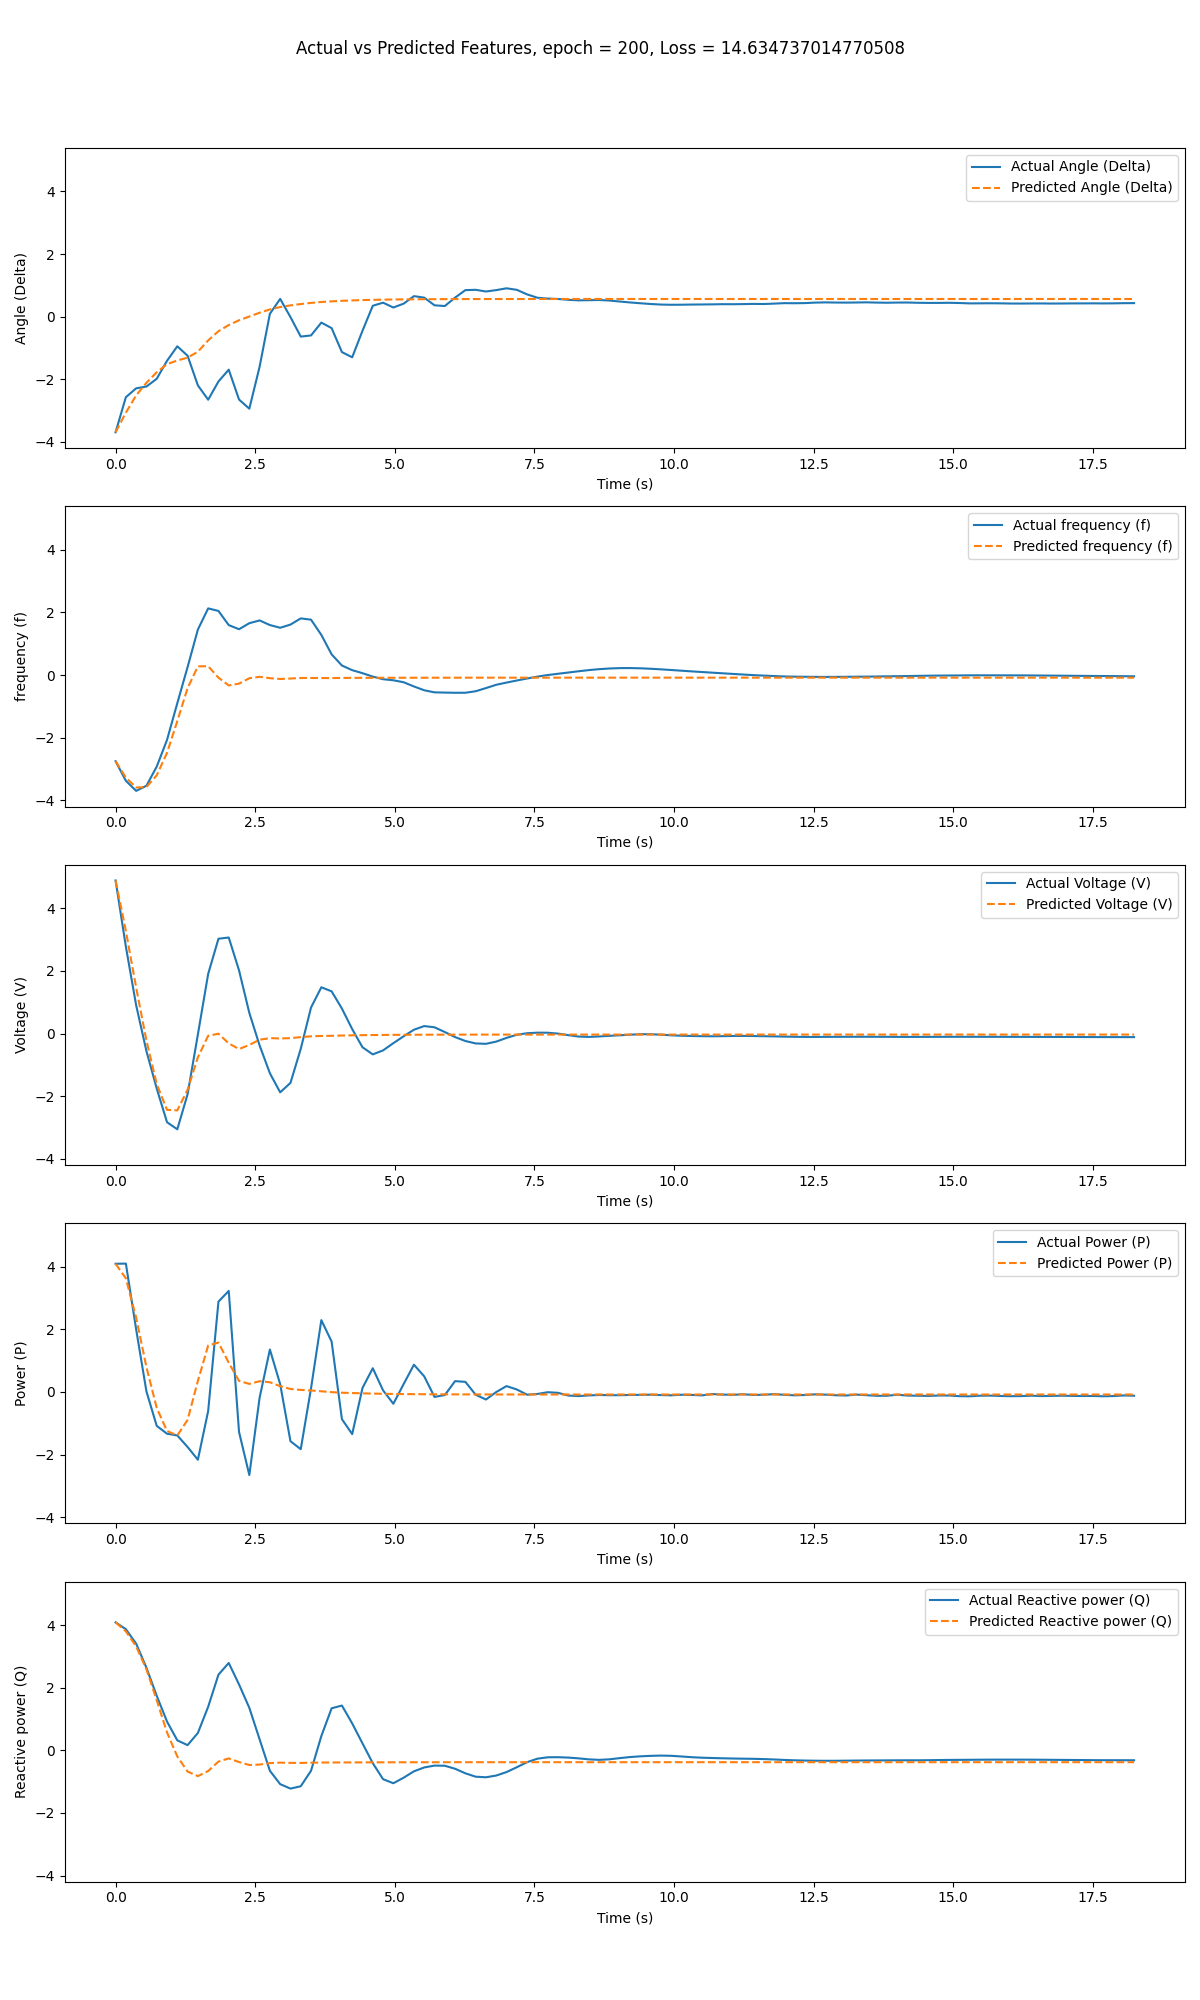 Actual vs Predicted Features, epoch = 200, Loss = 14.634737014770508
Actual Angle (Delta)
Predicted Angle (Delta)
Angle (Delta)
4
2
0
−2
−4
0.0 2.5 5.0 7.5 10.0 12.5 15.0 17.5
Time (s)
Actual frequency (f)
Predicted frequency (f)
frequency (f)
4
2
0
−2
−4
0.0 2.5 5.0 7.5 10.0 12.5 15.0 17.5
Time (s)
Actual Voltage (V)
Predicted Voltage (V)
Voltage (V)
4
2
0
−2
−4
0.0 2.5 5.0 7.5 10.0 12.5 15.0 17.5
Time (s)
Actual Power (P)
Predicted Power (P)
Power (P)
4
2
0
−2
−4
0.0 2.5 5.0 7.5 10.0 12.5 15.0 17.5
Time (s)
Actual Reactive power (Q)
Predicted Reactive power (Q)
Reactive power (Q)
4
2
0
−2
−4
0.0 2.5 5.0 7.5 10.0 12.5 15.0 17.5
Time (s)